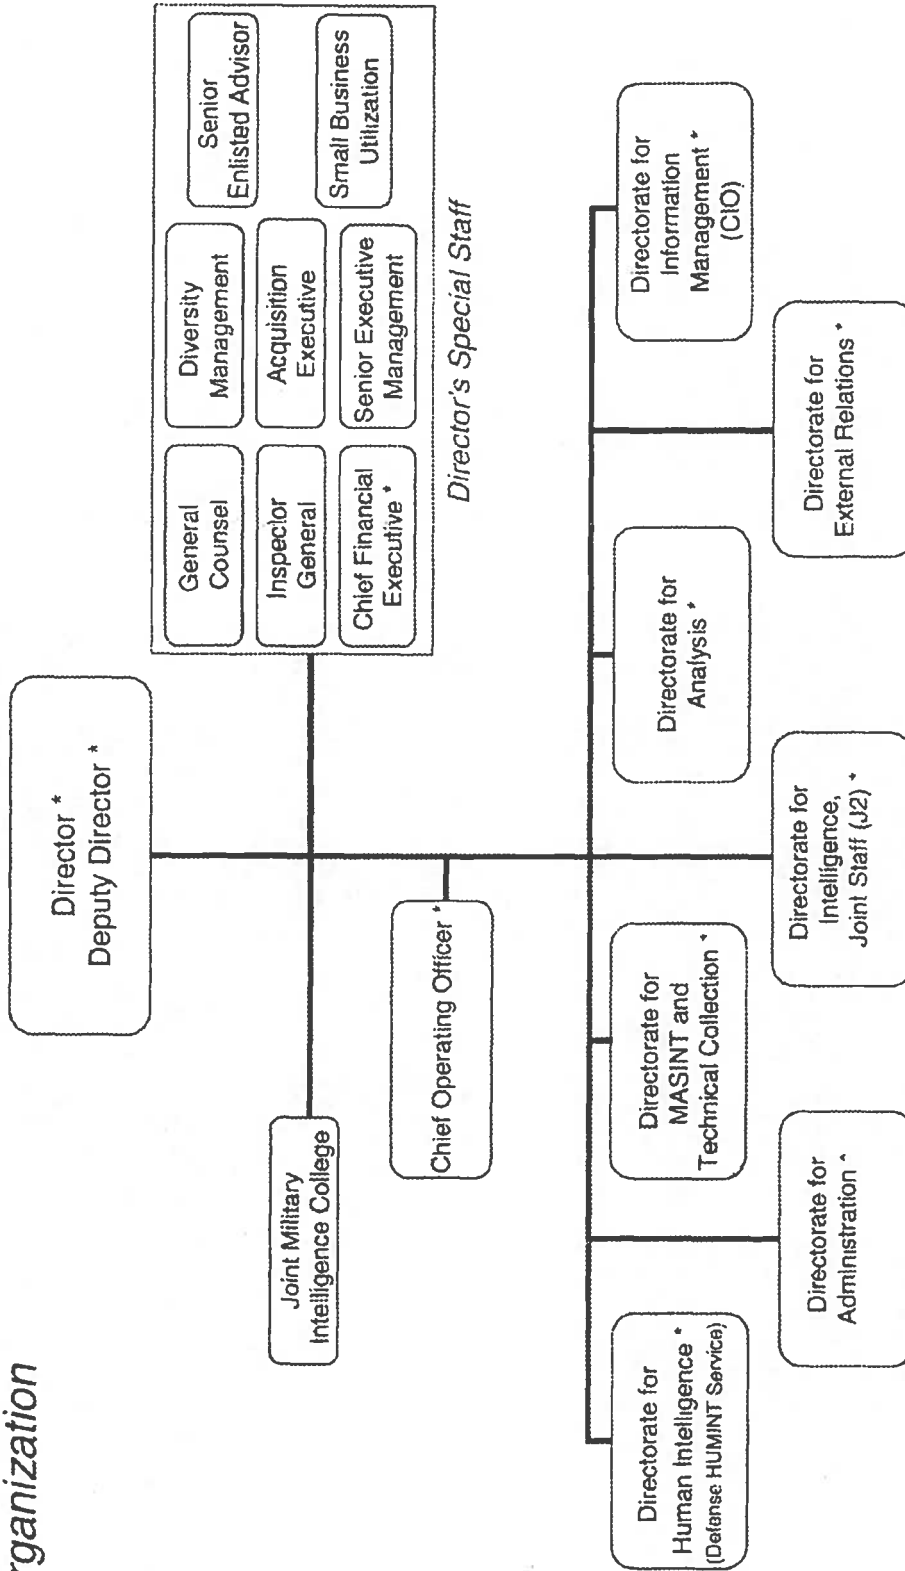 rganization
Director *
Deputy Director *
General
Counsel
Diversity
Management
Senior
Enlisted Advisor
Inspector
General
Acquisition
Executive
Chief Financial
Executive *
Senior Executive
Management
Small Business
Utilization
Director's Special Staff
Joint Military
Intelligence College
Chief Operating Officer *
Directorate for
Human Intelligence *
(Defense HUMINT Service)
Directorate for
MASINT and
Technical Collection *
Directorate for
Analysis *
Directorate for
Information
Management *
(CIO)
Directorate for
Administration *
Directorate for
Intelligence,
Joint Staff (J2) *
Directorate for
External Relations *